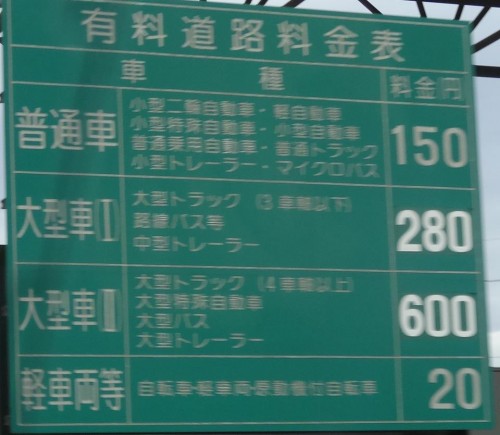 有料道路料金表
車種 料金円
普通車
小型二輪自動車・軽自動車
小型特殊自動車・小型自動車
普通乗用自動車・普通トラック
小型トレーラー・マイクロバス
150
大型車(Ⅰ)
大型トラック (3車軸以下)
路線バス等
中型トレーラー
280
大型車(Ⅱ)
大型トラック (4車軸以上)
大型特殊自動車
大型バス
大型トレーラー
600
軽車両等
自転車・軽車両・原動機付自転車
20